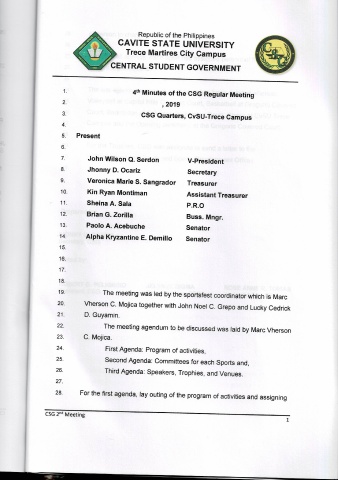 Republic of the Philippines
CAVITE STATE UNIVERSITY
Trece Martires City Campus
CENTRAL STUDENT GOVERNMENT
1. 4th Minutes of the CSG Regular Meeting
2. , 2019
3. CSG Quarters, CvSU-Trece Campus
4.
5. Present
6.
7. John Wilson Q. Serdon V-President
8. Jhonny D. Ocariz Secretary
9. Veronica Marie S. Sangrador Treasurer
10. Kin Ryan Montiman Assistant Treasurer
11. Sheina A. Sala P.R.O
12. Brian G. Zorilla Buss. Mngr.
13. Paolo A. Acebuche Senator
14. Alpha Kryzantine E. Demillo Senator
15.
16.
17.
18.
19. The meeting was led by the sportsfest coordinator which is Marc
20. Vherson C. Mojica together with John Noel C. Grepo and Lucky Cedrick
21. D. Guyamin.
22. The meeting agendum to be discussed was laid by Marc Vherson
23. C. Mojica.
24. First Agenda: Program of activities,
25. Second Agenda: Committees for each Sports and,
26. Third Agenda: Speakers, Trophies, and Venues.
27.
28. For the first agenda, lay outing of the program of activities and assigning
CSG 2nd Meeting
1